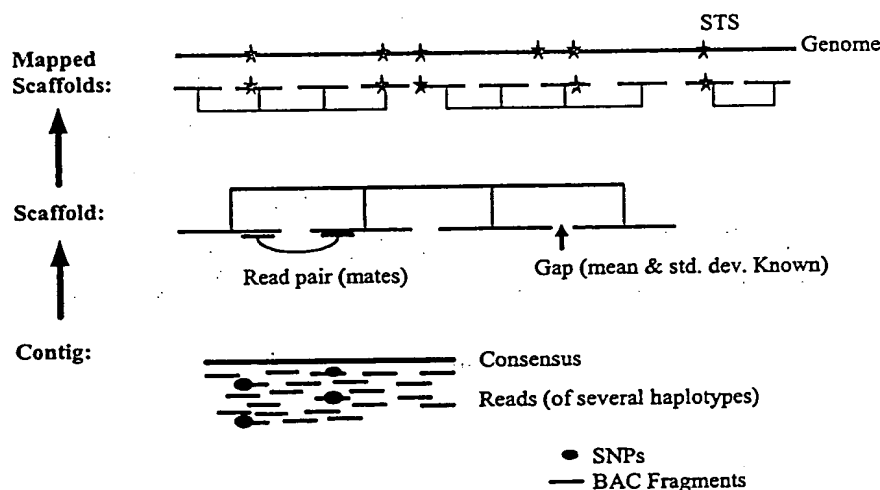 STS
Genome
Mapped
Scaffolds:
Scaffold:
Read pair (mates)
Gap (mean & std. dev. Known)
Contig:
Consensus
Reads (of several haplotypes)
SNPs
BAC Fragments